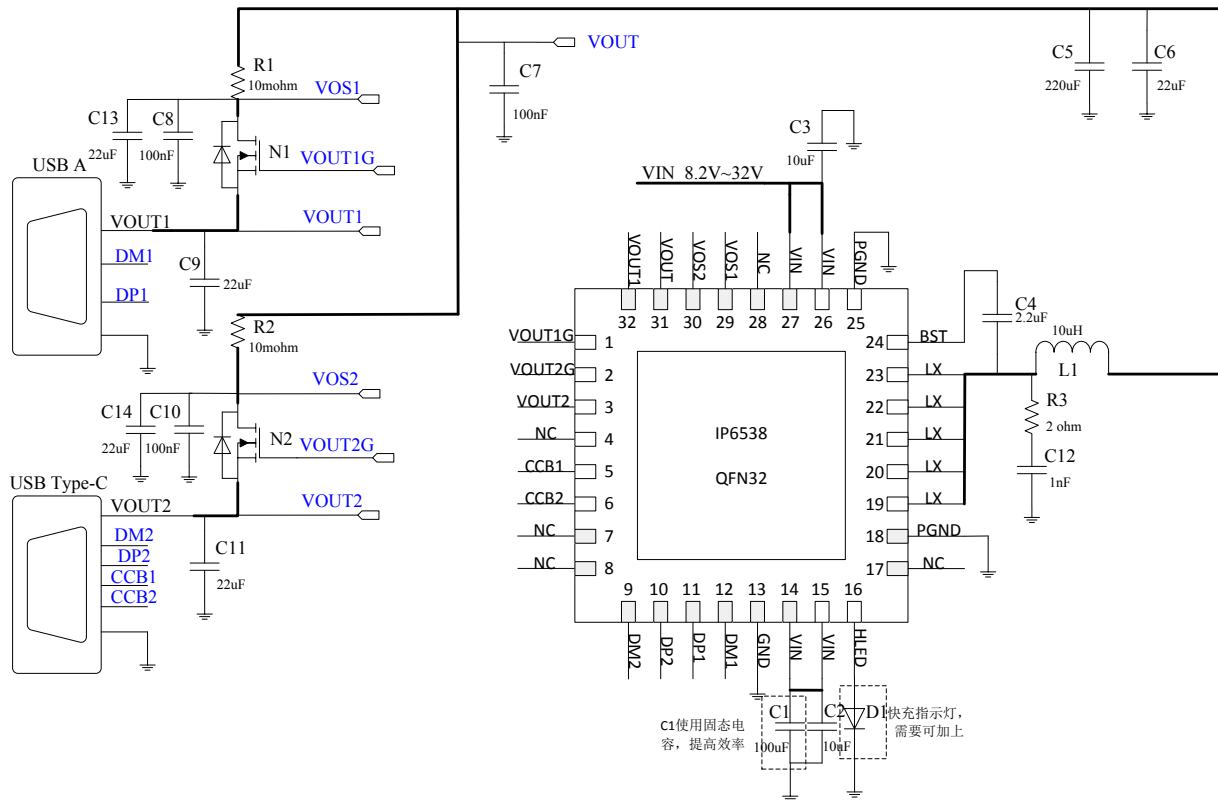 VOUT
C5
220uF
C6
22uF
C7
100nF
R1
10mohm
VOS1
C13
22uF
C8
100nF
N1
VOUT1G
USB A
VOUT1
VOUT1
DM1
DP1
C9
22uF
R2
10mohm
VOS2
C14
22uF
C10
100nF
N2
VOUT2G
USB Type-C
VOUT2
VOUT2
DM2
DP2
CCB1
CCB2
C11
22uF
C3
10uF
VIN 8.2V~32V
VOUT1
VOUT
VOS2
VOS1
NC
VIN
VIN
PGND
32
31
30
29
28
27
26
25
VOUT1G
1
VOUT2G
2
VOUT2
3
NC
4
CCB1
5
CCB2
6
NC
7
NC
8
IP6538
QFN32
24
BST
23
LX
22
LX
21
LX
20
LX
19
LX
18
PGND
17
NC
C4
2.2uF
10uH
L1
R3
2 ohm
C12
1nF
9
10
11
12
13
14
15
16
DM2
DP2
DP1
DM1
GND
VIN
VIN
HLED
C1使用固态电
容，提高效率
C1
100uF
C2
10uF
D1
快充指示灯，
需要可加上